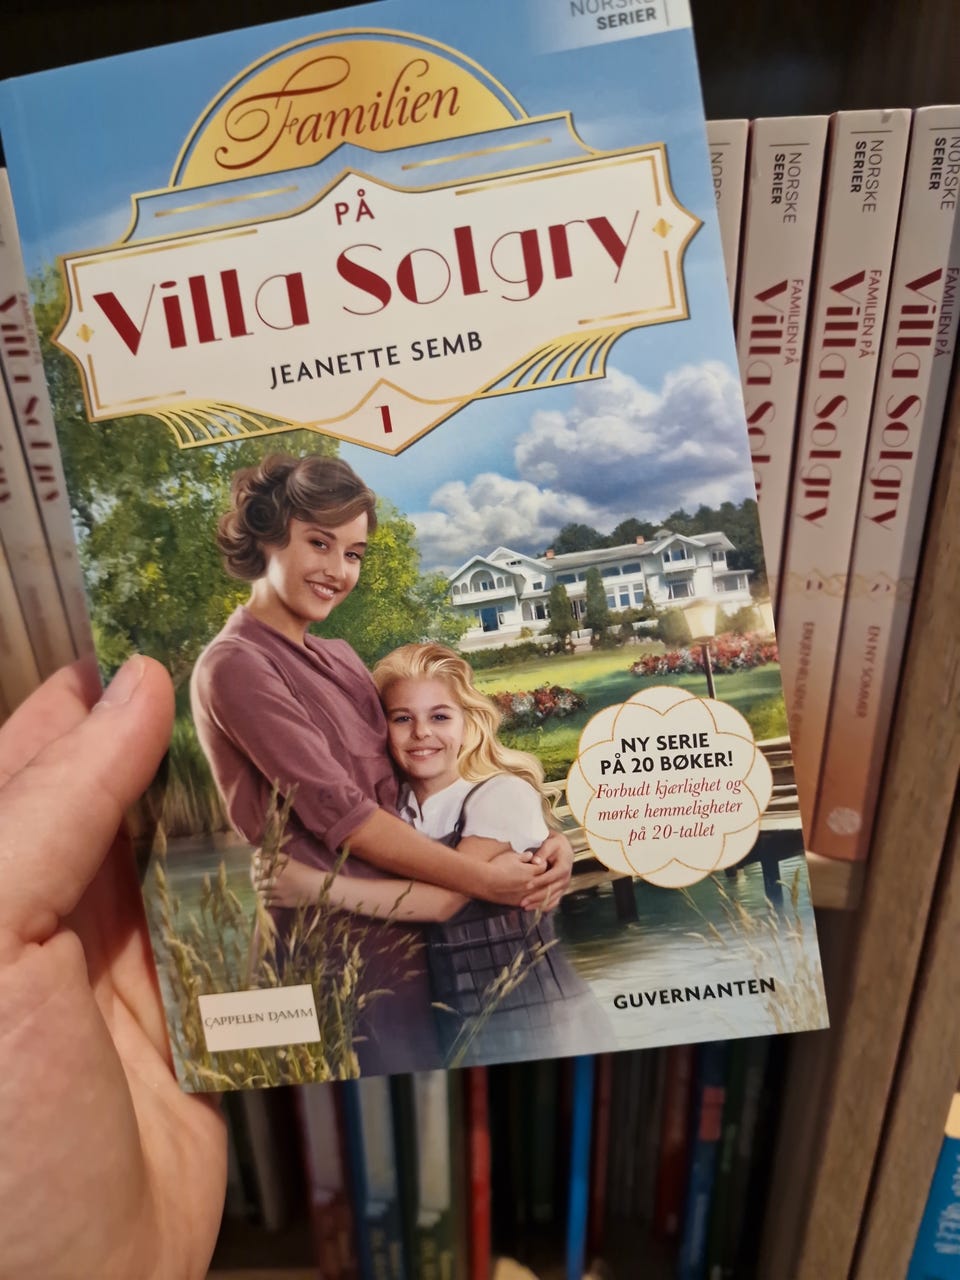 NORSKE
SERIER
Familien
PÅ
Villa Solgry
JEANETTE SEMB
1
NY SERIE
PÅ 20 BØKER!
Forbudt kjærlighet og
mørke hemmeligheter
på 20-tallet
GUVERNANTEN
CAPPELEN DAMM
NORSKE
SERIER
FAMILIEN PÅ
Villa Solgry
NORSKE
SERIER
FAMILIEN PÅ
Villa Solgry
NORSKE
SERIER
FAMILIEN PÅ
Villa Solgry
EN NY SOMMER